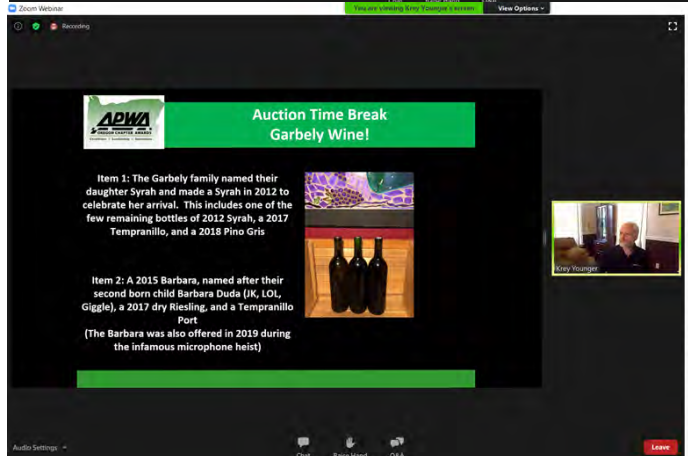 Zoom Webinar
You are viewing Krey Younger's screen
View Options
Recording
APWA
OREGON CHAPTER AWARDS
Auction Time Break
Garbely Wine!
Item 1: The Garbely family named their
daughter Syrah and made a Syrah in 2012 to
celebrate her arrival. This includes one of the
few remaining bottles of 2012 Syrah, a 2017
Tempranillo, and a 2018 Pino Gris
Item 2: A 2015 Barbara, named after their
second born child Barbara Duda (JK, LOL,
Giggle), a 2017 dry Riesling, and a Tempranillo
Port
(The Barbara was also offered in 2019 during
the infamous microphone heist)
Krey Younger
Audio Settings
Chat
Raise Hand
Q&A
Leave